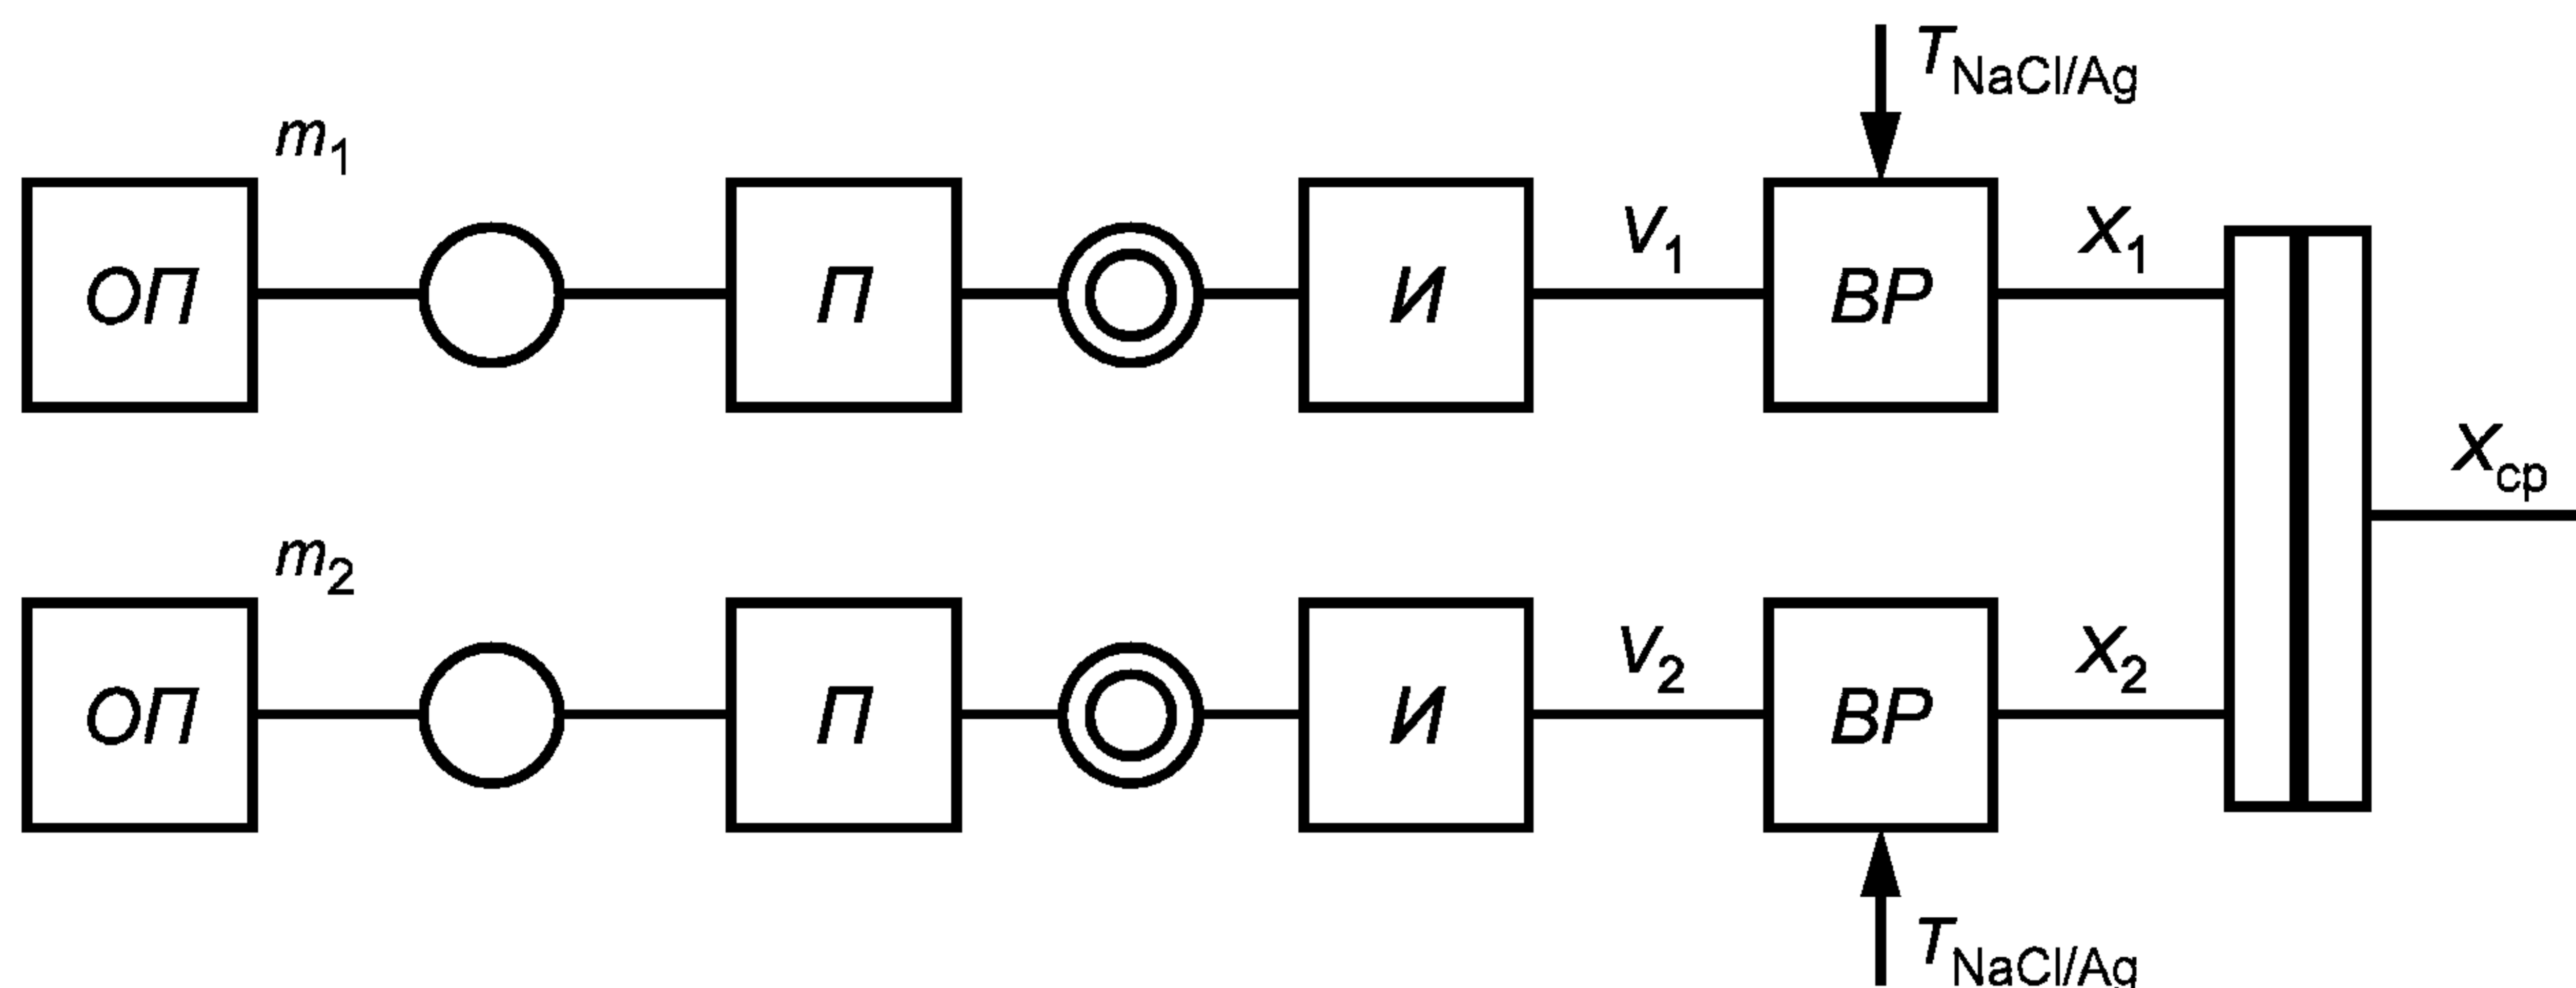 T_NaCl/Ag
m_1
ОП П И V_1 ВР X_1
X_ср
m_2
ОП П И V_2 ВР X_2
T_NaCl/Ag